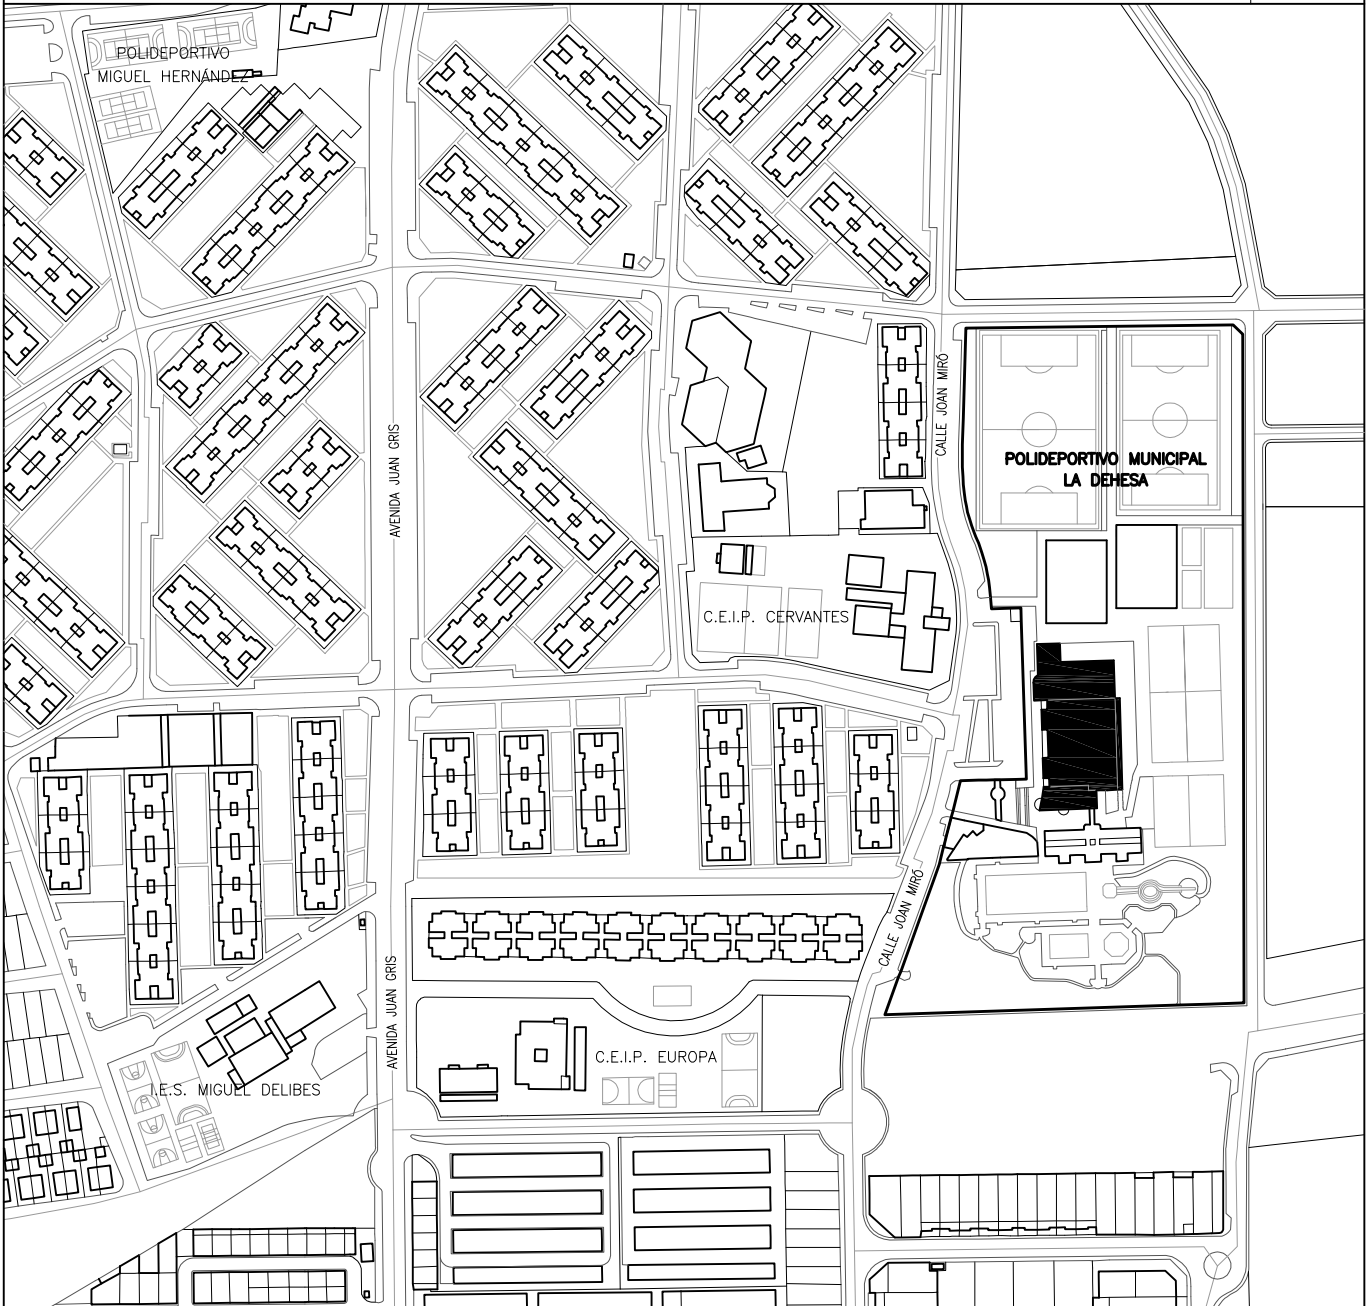 POLIDEPORTIVO
MIGUEL HERNÁNDEZ
CALLE JOAN MIRÓ
AVENIDA JUAN GRIS
POLIDEPORTIVO MUNICIPAL
LA DEHESA
C.E.I.P. CERVANTES
CALLE JOAN MIRÓ
AVENIDA JUAN GRIS
C.E.I.P. EUROPA
I.E.S. MIGUEL DELIBES